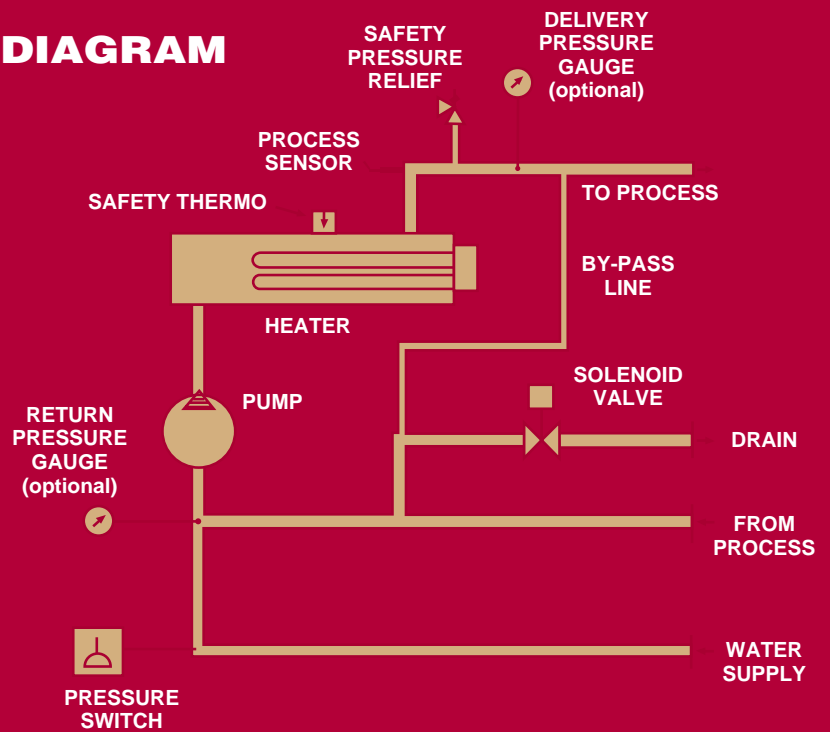 DIAGRAM
SAFETY
PRESSURE
RELIEF
DELIVERY
PRESSURE
GAUGE
(optional)
PROCESS
SENSOR
SAFETY THERMO
TO PROCESS
BY-PASS
LINE
HEATER
SOLENOID
VALVE
PUMP
RETURN
PRESSURE
GAUGE
(optional)
DRAIN
FROM
PROCESS
WATER
SUPPLY
PRESSURE
SWITCH